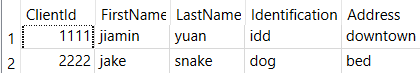 ClientId FirstName LastName Identification Address
1 1111 jiamin yuan idd downtown
2 2222 jake snake dog bed